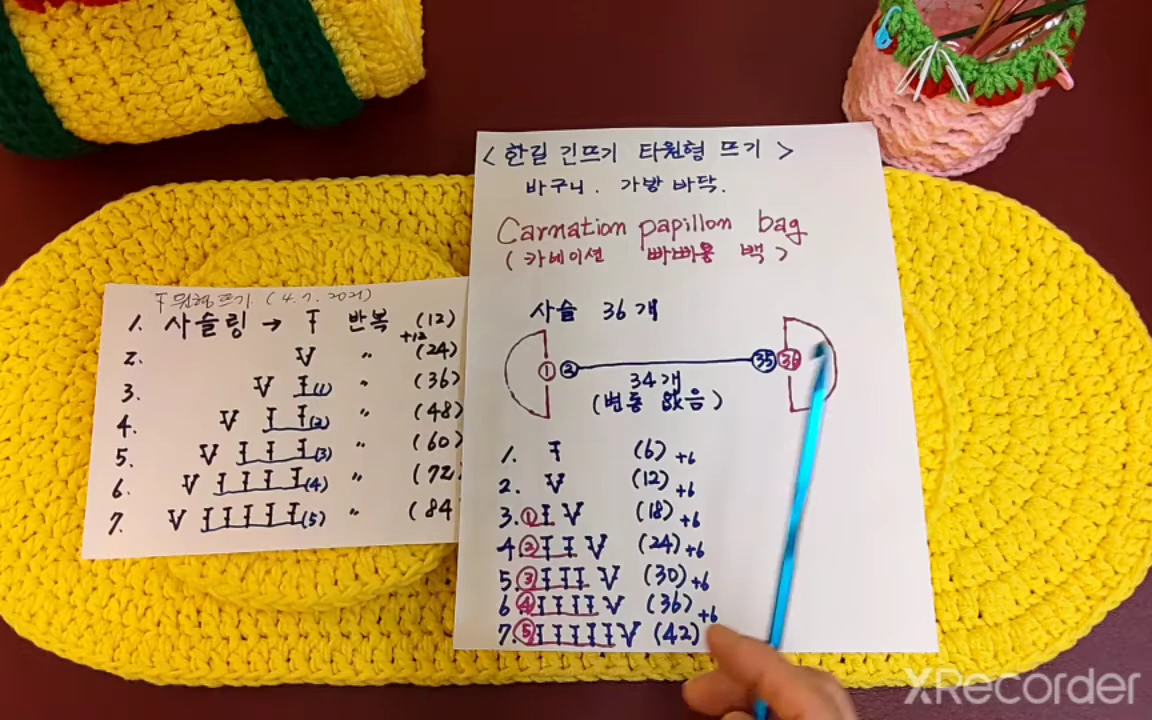 원형뜨기 (4. 7. 2021)
1. 사슬링 → 반복 (12)
+12
2. V 〃 (24)
3. V (1) 〃 (36)
4. V (2) 〃 (48)
5. V (3) 〃 (60)
6. V (4) 〃 (72
7. V (5) 〃 (84
< 한길 긴뜨기 타원형 뜨기 >
바구니. 가방 바닥.
Carnation papillon bag
( 카네이션 빠삐용 백 )
사슬 36개
① ② ㉟ ㊱
34개
(변동 없음)
1. (6) +6
2. V (12) +6
3. ① V (18) +6
4 ② V (24) +6
5 ③ V (30) +6
6 ④ V (36) +6
7. ⑤ V (42)
XRecorder